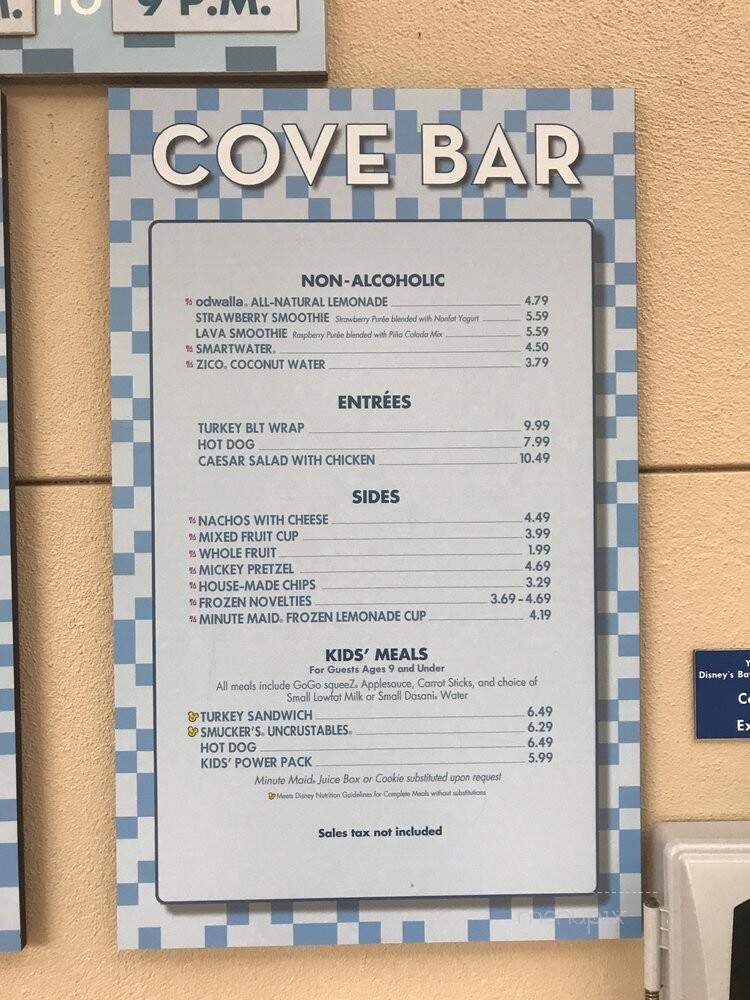 TO 9 P.M.
COVE BAR
NON-ALCOHOLIC
odwalla® ALL-NATURAL LEMONADE 4.79
STRAWBERRY SMOOTHIE Strawberry Purée blended with Nonfat Yogurt 5.59
LAVA SMOOTHIE Raspberry Purée blended with Piña Colada Mix 5.59
SMARTWATER® 4.50
ZICO® COCONUT WATER 3.79
ENTRÉES
TURKEY BLT WRAP 9.99
HOT DOG 7.99
CAESAR SALAD WITH CHICKEN 10.49
SIDES
NACHOS WITH CHEESE 4.49
MIXED FRUIT CUP 3.99
WHOLE FRUIT 1.99
MICKEY PRETZEL 4.69
HOUSE-MADE CHIPS 3.29
FROZEN NOVELTIES 3.69 - 4.69
MINUTE MAID® FROZEN LEMONADE CUP 4.19
KIDS' MEALS
For Guests Ages 9 and Under
All meals include GoGo squeeZ® Applesauce, Carrot Sticks, and choice of
Small Lowfat Milk or Small Dasani® Water
TURKEY SANDWICH 6.49
SMUCKER'S® UNCRUSTABLES® 6.29
HOT DOG 6.49
KIDS' POWER PACK 5.99
Minute Maid® Juice Box or Cookie substituted upon request
Meets Disney Nutrition Guidelines for Complete Meals without substitutions
Sales tax not included
Disney's
menupix